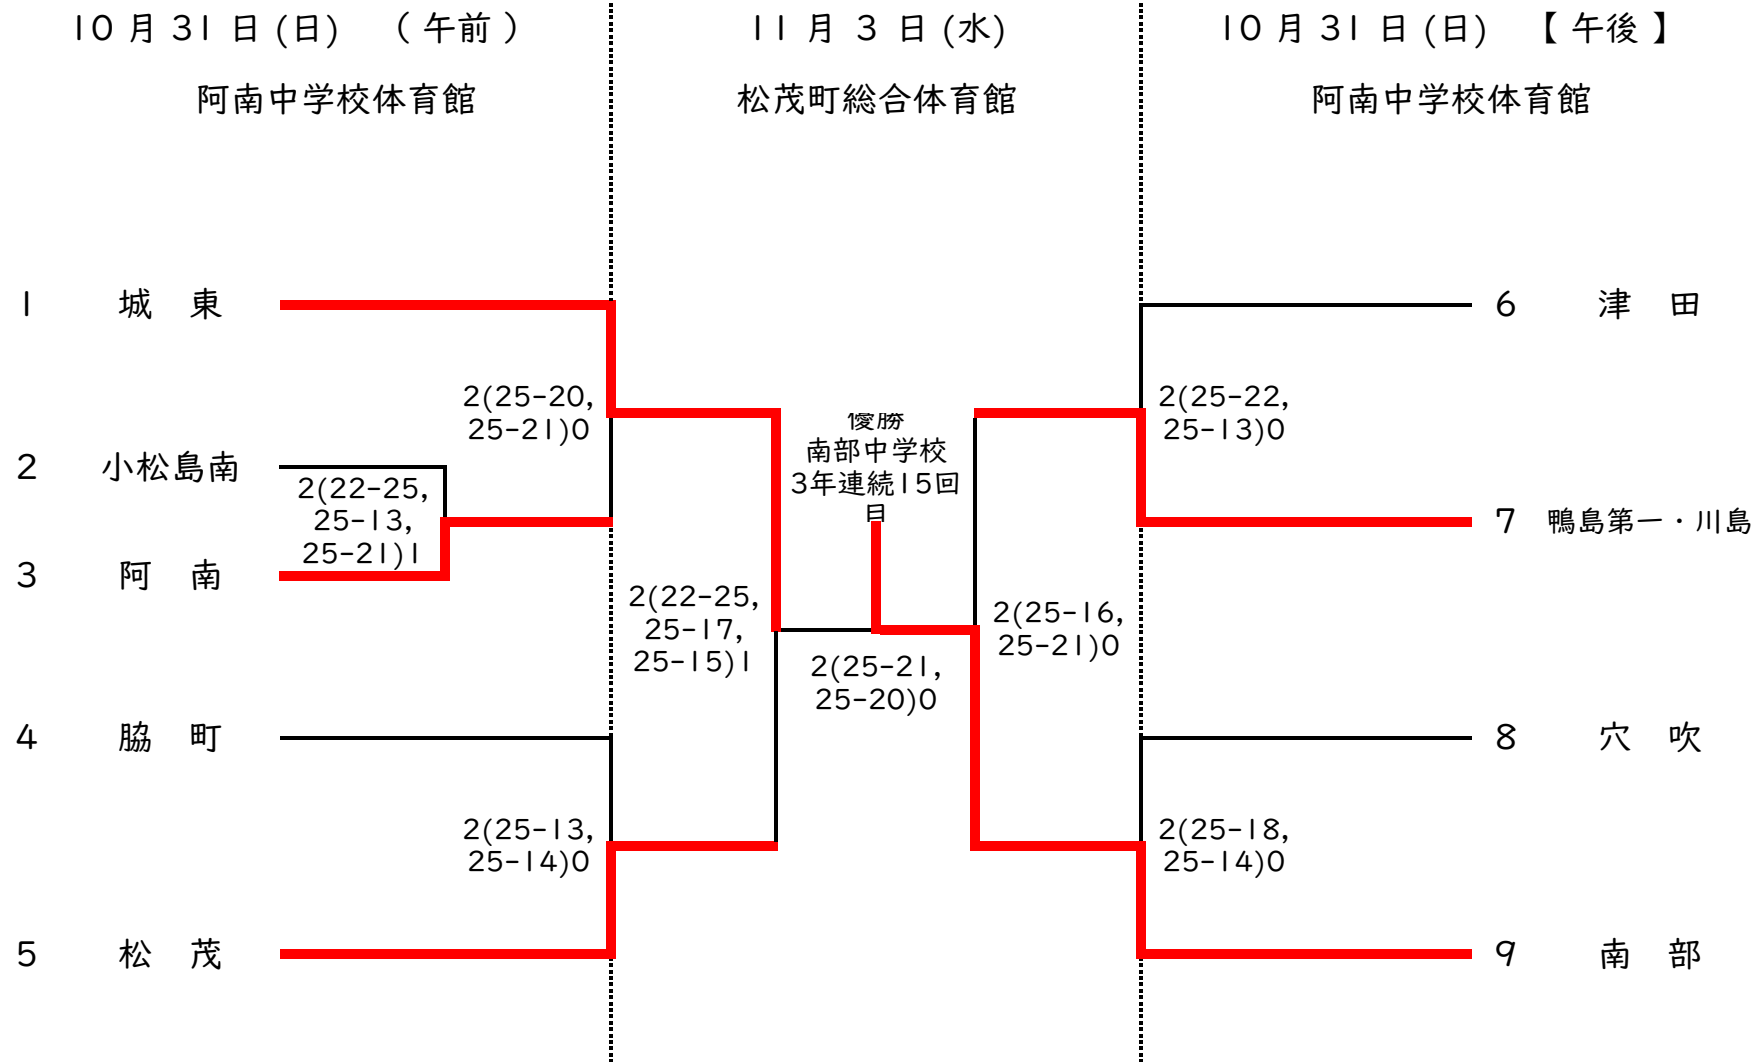 10月31日(日) （午前）
阿南中学校体育館
11月3日(水)
松茂町総合体育館
10月31日(日) 【午後】
阿南中学校体育館
1 城 東
2 小松島南
3 阿 南
4 脇 町
5 松 茂
2(25-20,
25-21)0
2(22-25,
25-13,
25-21)1
2(25-13,
25-14)0
2(22-25,
25-17,
25-15)1
優勝
南部中学校
3年連続15回
目
2(25-21,
25-20)0
2(25-16,
25-21)0
2(25-22,
25-13)0
2(25-18,
25-14)0
6 津 田
7 鴨島第一・川島
8 穴 吹
9 南 部